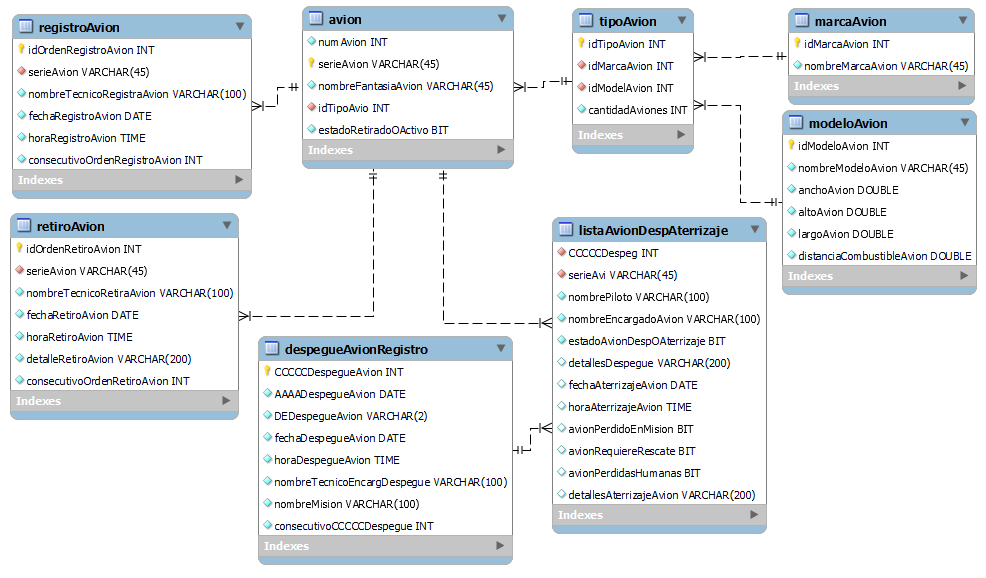 registroAvion
idOrdenRegistroAvion INT
serieAvion VARCHAR(45)
nombreTecnicoRegistraAvion VARCHAR(100)
fechaRegistroAvion DATE
horaRegistroAvion TIME
consecutivoOrdenRegistroAvion INT
Indexes
avion
numAvion INT
serieAvion VARCHAR(45)
nombreFantasiaAvion VARCHAR(45)
idTipoAvio INT
estadoRetiradoOActivo BIT
Indexes
tipoAvion
idTipoAvion INT
idMarcaAvion INT
idModelAvion INT
cantidadAviones INT
Indexes
marcaAvion
idMarcaAvion INT
nombreMarcaAvion VARCHAR(45)
Indexes
modeloAvion
idModeloAvion INT
nombreModeloAvion VARCHAR(45)
anchoAvion DOUBLE
altoAvion DOUBLE
largoAvion DOUBLE
distanciaCombustibleAvion DOUBLE
Indexes
retiroAvion
idOrdenRetiroAvion INT
serieAvion VARCHAR(45)
nombreTecnicoRetiraAvion VARCHAR(100)
fechaRetiroAvion DATE
horaRetiroAvion TIME
detalleRetiroAvion VARCHAR(200)
consecutivoOrdenRetiroAvion INT
Indexes
despegueAvionRegistro
CCCCCDespegueAvion INT
AAAADespegueAvion DATE
DEDespegueAvion VARCHAR(2)
fechaDespegueAvion DATE
horaDespegueAvion TIME
nombreTecnicoEncargDespegue VARCHAR(100)
nombreMision VARCHAR(100)
consecutivoCCCCCDespegue INT
Indexes
listaAvionDespAterrizaje
CCCCCDespeg INT
serieAvi VARCHAR(45)
nombrePiloto VARCHAR(100)
nombreEncargadoAvion VARCHAR(100)
estadoAvionDespOAterrizaje BIT
detallesDespegue VARCHAR(200)
fechaAterrizajeAvion DATE
horaAterrizajeAvion TIME
avionPerdidoEnMision BIT
avionRequiereRescate BIT
avionPerdidasHumanas BIT
detallesAterrizajeAvion VARCHAR(200)
Indexes